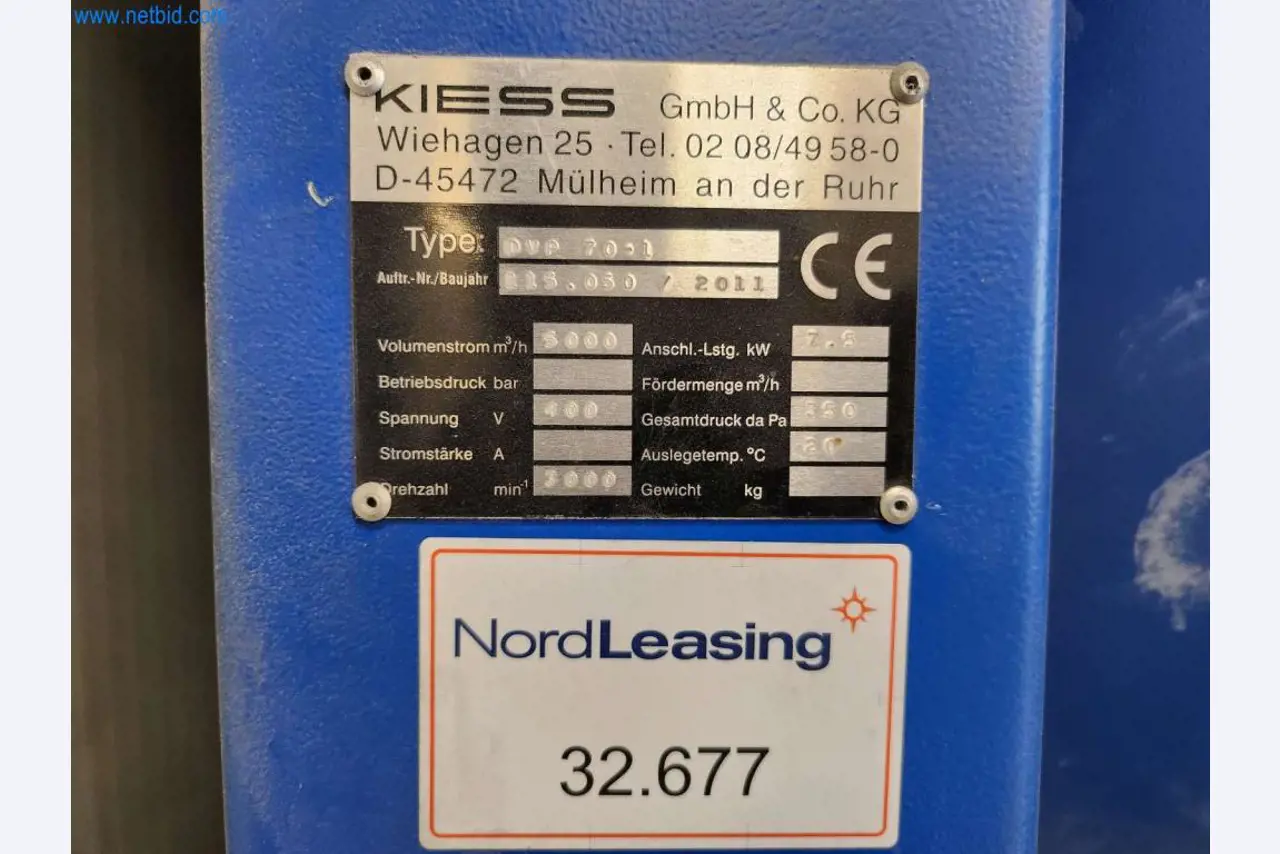 www.netbid.com
KIESS GmbH & Co. KG
Wiehagen 25 · Tel. 02 08/49 58-0
D-45472 Mülheim an der Ruhr
Type:
Auftr.-Nr./Baujahr / 2011
CE
Volumenstrom m³/h Anschl.-Lstg. kW
Betriebsdruck bar Fördermenge m³/h
Spannung V 400 Gesamtdruck da Pa
Stromstärke A Auslegetemp. °C
Drehzahl min⁻¹ 3000 Gewicht kg
NordLeasing
32.677